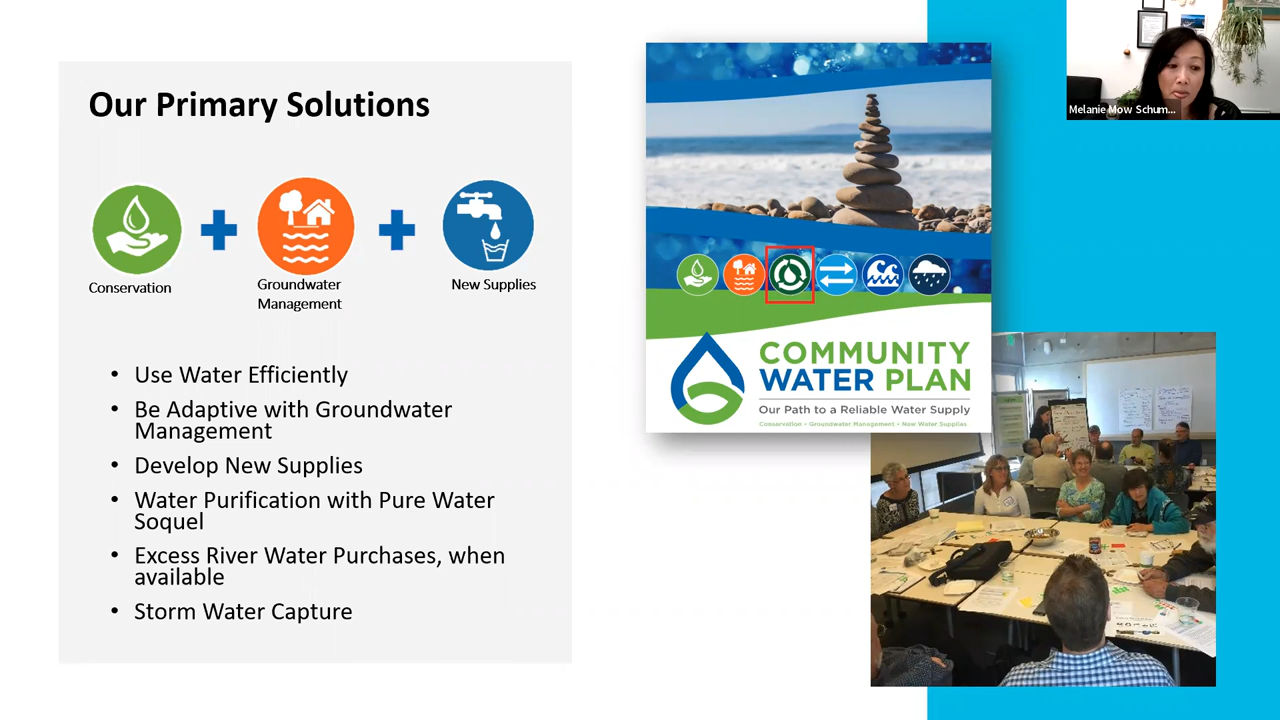 Our Primary Solutions
Conservation
Groundwater
Management
New Supplies
• Use Water Efficiently
• Be Adaptive with Groundwater
Management
• Develop New Supplies
• Water Purification with Pure Water
Soquel
• Excess River Water Purchases, when
available
• Storm Water Capture
COMMUNITY
WATER PLAN
Our Path to a Reliable Water Supply
Conservation • Groundwater Management • New Water Supplies
Melanie Mow Schum...